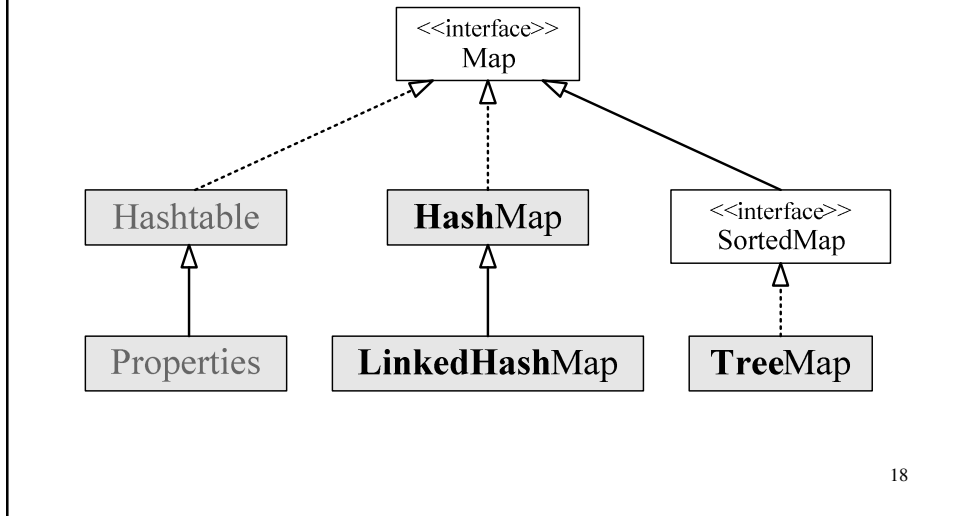 <<interface>>
Map
Hashtable
HashMap
<<interface>>
SortedMap
Properties
LinkedHashMap
TreeMap
18